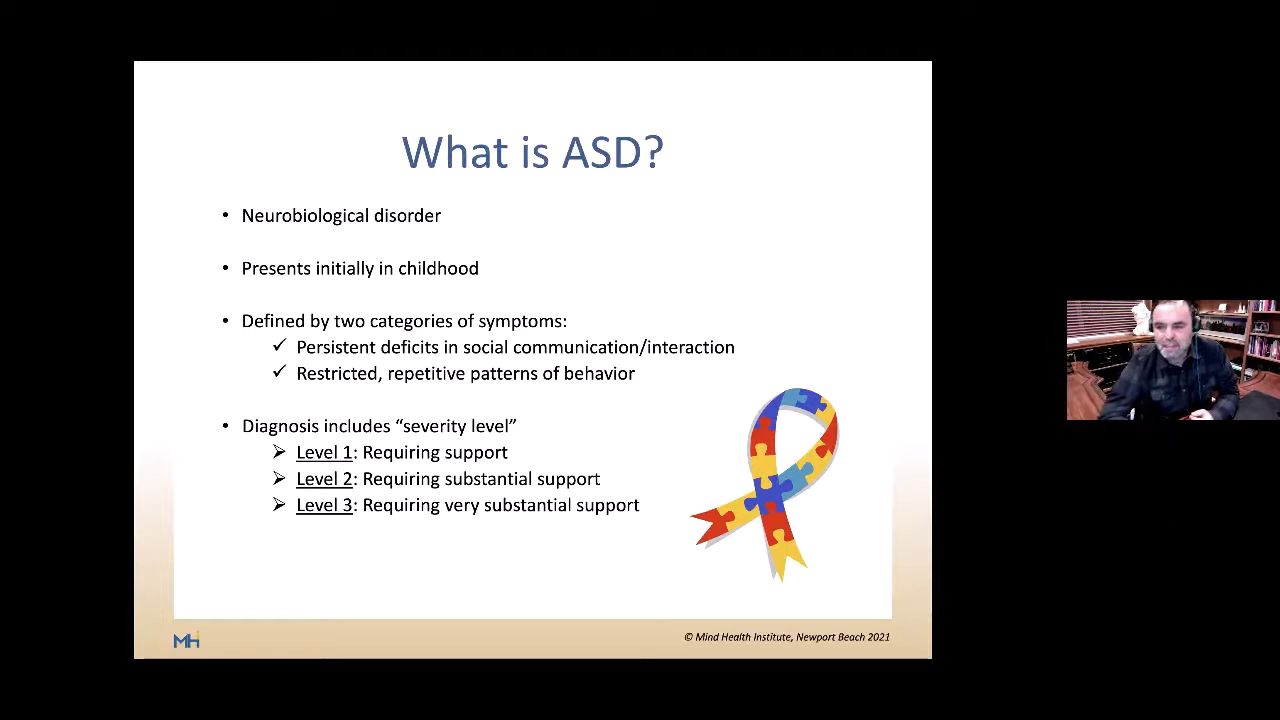 What is ASD?
• Neurobiological disorder
• Presents initially in childhood
• Defined by two categories of symptoms:
✓ Persistent deficits in social communication/interaction
✓ Restricted, repetitive patterns of behavior
• Diagnosis includes “severity level”
➢ Level 1: Requiring support
➢ Level 2: Requiring substantial support
➢ Level 3: Requiring very substantial support
MHi
© Mind Health Institute, Newport Beach 2021